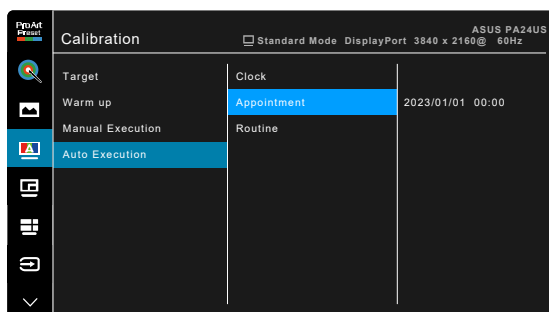 ProArt
Preset
Calibration
ASUS PA24US
Standard Mode DisplayPort 3840 x 2160@ 60Hz
Target
Clock
Warm up
Appointment
2023/01/01 00:00
Manual Execution
Routine
Auto Execution
A